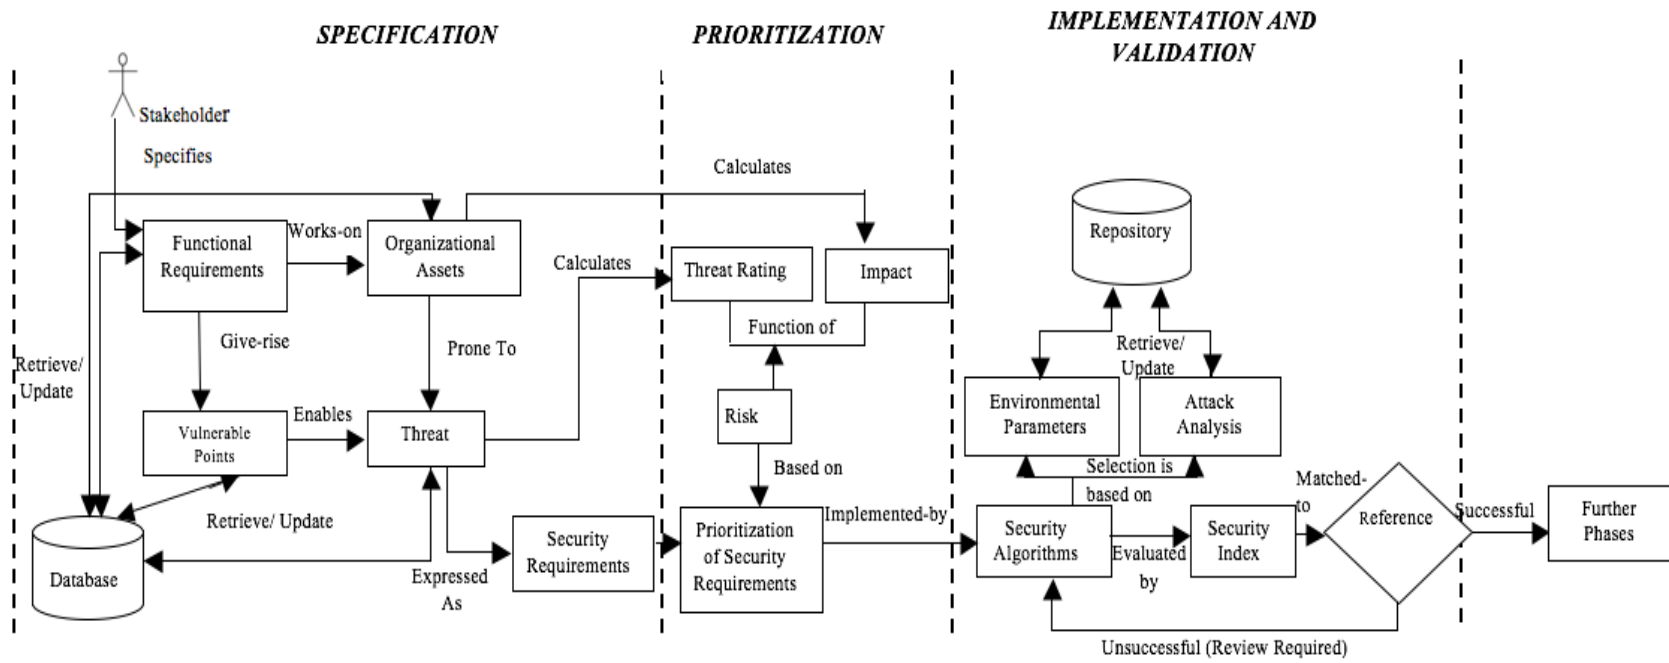 SPECIFICATION
PRIORITIZATION
IMPLEMENTATION AND
VALIDATION
Stakeholder
Specifies
Functional
Requirements
Works-on
Organizational
Assets
Calculates
Calculates
Threat Rating
Impact
Function of
Give-rise
Prone To
Retrieve/
Update
Vulnerable
Points
Enables
Threat
Risk
Based on
Retrieve/ Update
Database
Expressed
As
Security
Requirements
Prioritization
of Security
Requirements
Implemented-by
Repository
Retrieve/
Update
Environmental
Parameters
Attack
Analysis
Selection is
based on
Security
Algorithms
Evaluated
by
Security
Index
Matched-
to
Reference
Successful
Further
Phases
Unsuccessful (Review Required)